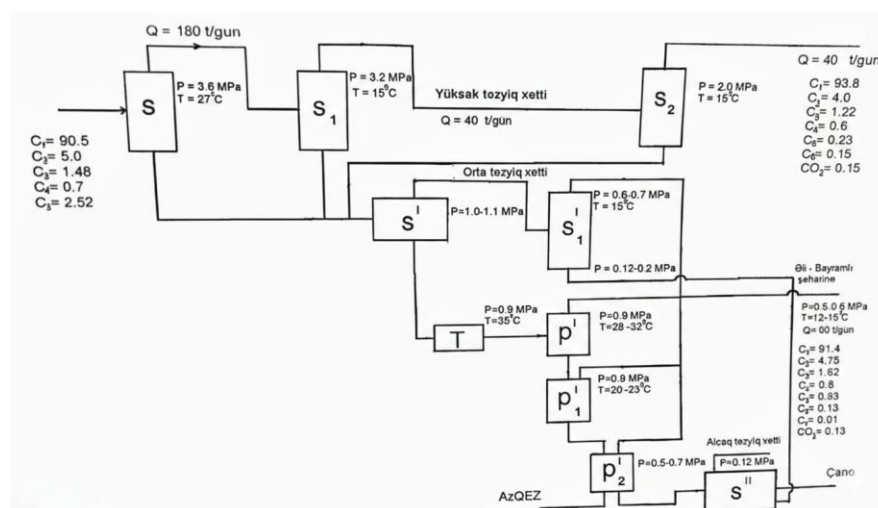 Q = 180 t/gun
S
P = 3.6 MPa
T = 27°C
S₁
P = 3.2 MPa
T = 15°C
Yüksak tozyiq xetti
Q = 40 t/gün
S₂
P = 2.0 MPa
T = 15°C
Q = 40 t/gun
C₁= 93.8
C₂= 4.0
C₃= 1.22
C₄= 0.6
C₅= 0.23
C₆= 0.15
CO₂= 0.15
C₁= 90.5
C₂= 5.0
C₃= 1.48
C₄= 0.7
C₅= 2.52
Orta tezyiq xetti
Sᴵ
P=1.0-1.1 MPa
S₁ᴵ
P = 0.6-0.7 MPa
T = 15°C
P = 0.12-0.2 MPa
Əli - Bayramlı
şeharine
P=0.5-0.6 MPa
T=12-15°C
Q= 00 t/gun
C₁= 91.4
C₂= 4.75
C₃= 1.62
C₄= 0.8
C₅= 0.83
C₆= 0.13
C₇= 0.01
CO₂= 0.13
T
P=0.9 MPa
T=35°C
pᴵ
P=0.9 MPa
T=28-32°C
p₁ᴵ
P=0.8 MPa
T=20-23°C
p₂ᴵ
P=0.5-0.7 MPa
Alçaq tezyiq xetti
P=0.12 MPa
Sᴵᴵ
Çano
AzQEZ